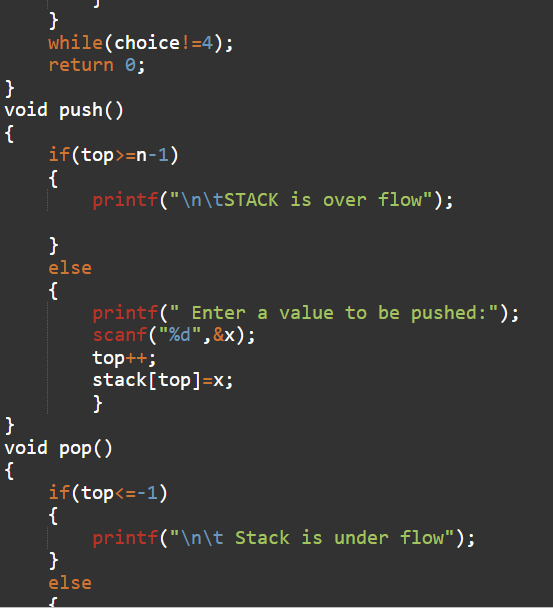 }
}
while(choice!=4);
return 0;
}
void push()
{
if(top>=n-1)
{
printf("\n\tSTACK is over flow");
}
else
{
printf(" Enter a value to be pushed:");
scanf("%d",&x);
top++;
stack[top]=x;
}
}
void pop()
{
if(top<=-1)
{
printf("\n\t Stack is under flow");
}
else
{